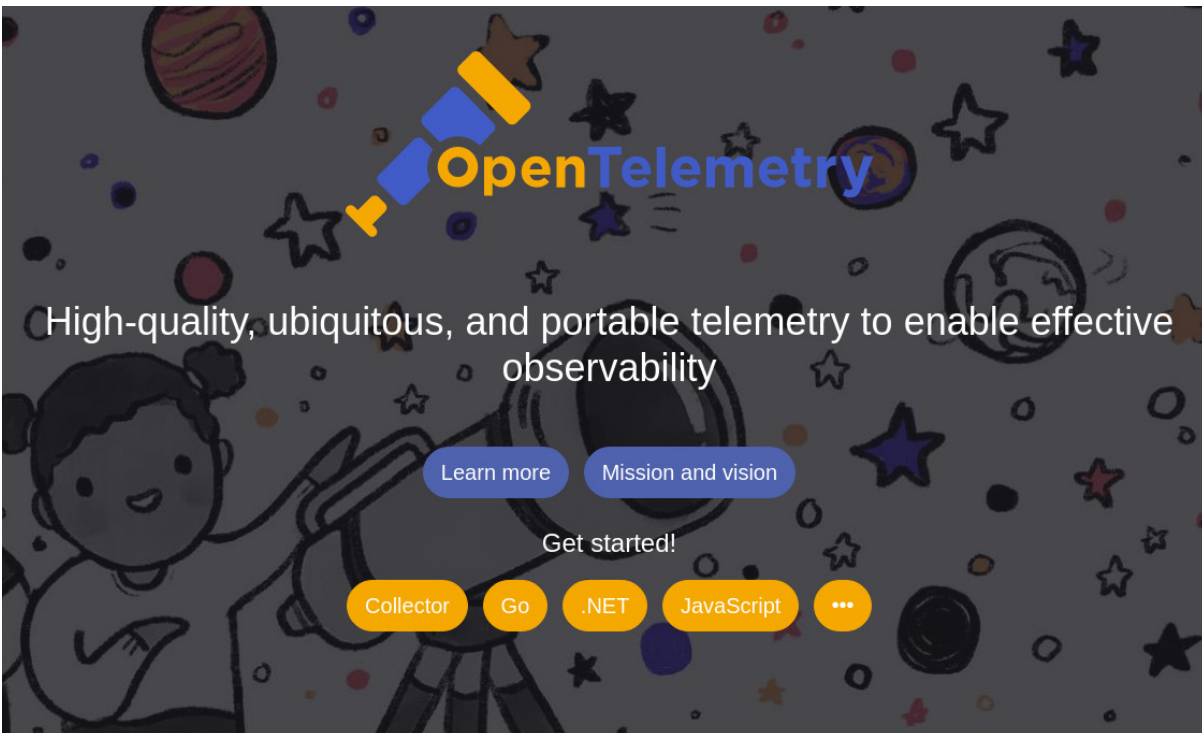 OpenTelemetry
High-quality, ubiquitous, and portable telemetry to enable effective
observability
Learn more Mission and vision
Get started!
Collector Go .NET JavaScript •••